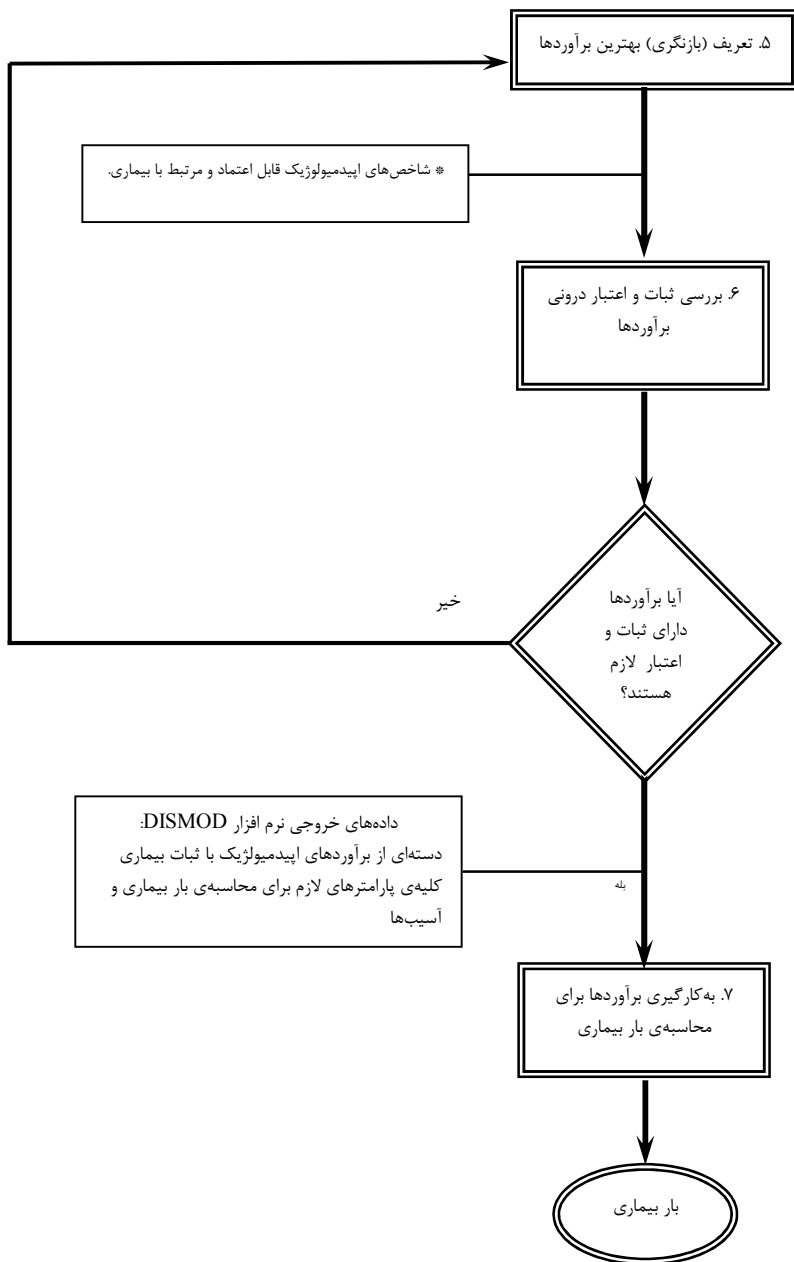 ۵. تعریف (بازنگری) بهترین برآوردها
* شاخص‌های اپیدمیولوژیک قابل اعتماد و مرتبط با بیماری.
۶. بررسی ثبات و اعتبار درونی
برآوردها
آیا برآوردها
دارای ثبات و
اعتبار لازم
هستند؟
خیر
داده‌های خروجی نرم افزار DISMOD:
دسته‌ای از برآوردهای اپیدمیولژیک با ثبات بیماری
کلیه‌ی پارامترهای لازم برای محاسبه‌ی بار بیماری و
آسیب‌ها
بله
۷. به‌کارگیری برآوردها برای
محاسبه‌ی بار بیماری
بار بیماری